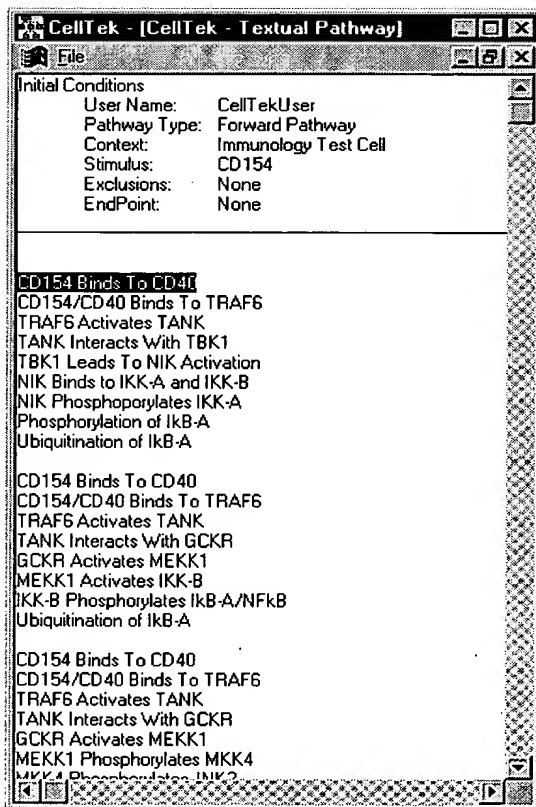 CellTek - [CellTek - Textual Pathway]
File
Initial Conditions
User Name: CellTekUser
Pathway Type: Forward Pathway
Context: Immunology Test Cell
Stimulus: CD154
Exclusions: None
EndPoint: None
CD154 Binds To CD40
CD154/CD40 Binds To TRAF6
TRAF6 Activates TANK
TANK Interacts With TBK1
TBK1 Leads To NIK Activation
NIK Binds to IKK-A and IKK-B
NIK Phosphoporylates IKK-A
Phosphorylation of IkB-A
Ubiquitination of IkB-A
CD154 Binds To CD40
CD154/CD40 Binds To TRAF6
TRAF6 Activates TANK
TANK Interacts With GCKR
GCKR Activates MEKK1
MEKK1 Activates IKK-B
IKK-B Phosphorylates IkB-A/NFkB
Ubiquitination of IkB-A
CD154 Binds To CD40
CD154/CD40 Binds To TRAF6
TRAF6 Activates TANK
TANK Interacts With GCKR
GCKR Activates MEKK1
MEKK1 Phosphorylates MKK4
MKK4 Phosphorylates